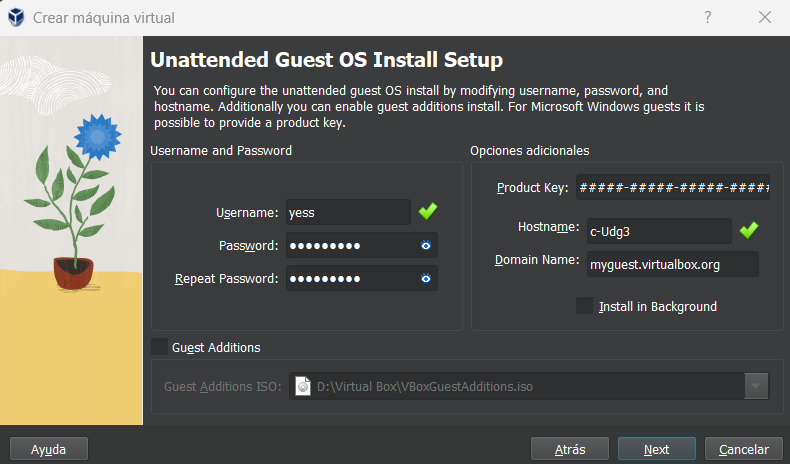 Crear máquina virtual
?
Unattended Guest OS Install Setup
You can configure the unattended guest OS install by modifying username, password, and
hostname. Additionally you can enable guest additions install. For Microsoft Windows guests it is
possible to provide a product key.
Username and Password
Username: yess
Password: ●●●●●●●●●
Repeat Password: ●●●●●●●●●
Opciones adicionales
Product Key: #####-#####-#####-#####
Hostname: c-Udg3
Domain Name: myguest.virtualbox.org
Install in Background
Guest Additions
Guest Additions ISO: D:\Virtual Box\VBoxGuestAdditions.iso
Ayuda
Atrás
Next
Cancelar